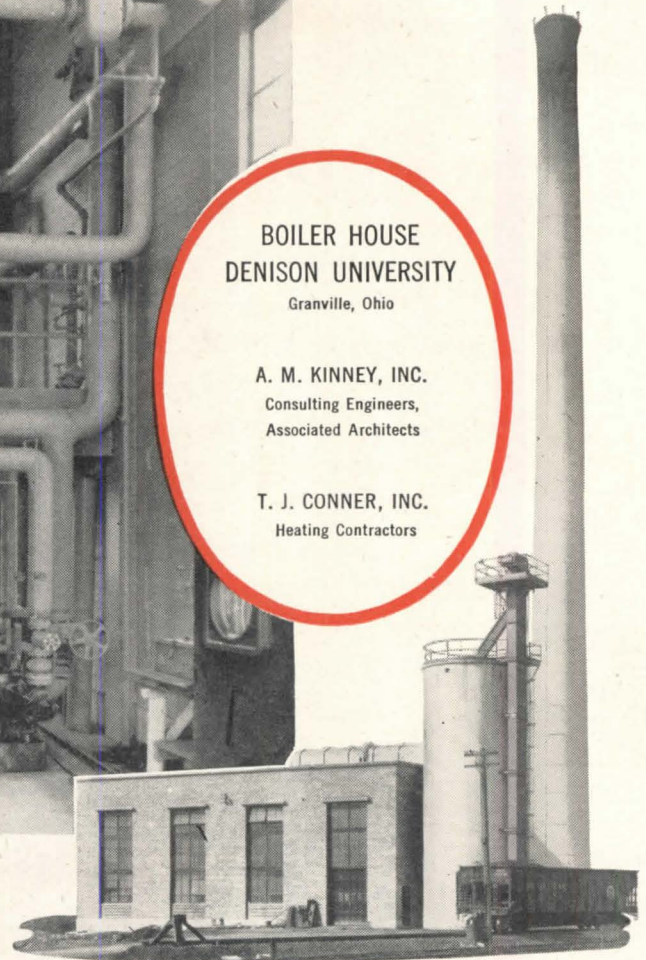 BOILER HOUSE
DENISON UNIVERSITY
Granville, Ohio
A. M. KINNEY, INC.
Consulting Engineers,
Associated Architects
T. J. CONNER, INC.
Heating Contractors